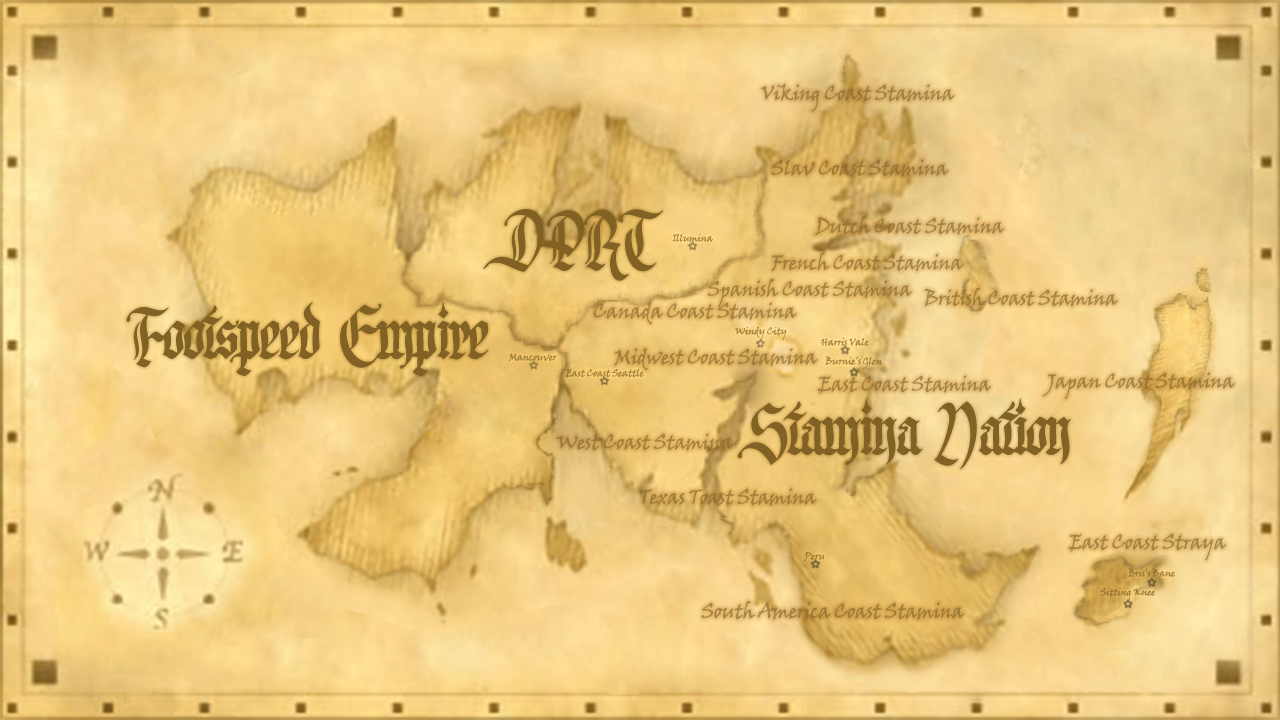 Viking Coast Stamina
Slav Coast Stamina
Dutch Coast Stamina
DPRT
Illumina
French Coast Stamina
Spanish Coast Stamina
British Coast Stamina
Canada Coast Stamina
Footspeed Empire
Windy City
Harris Vale
Mancouver
Midwest Coast Stamina
Burnie's Glen
East Coast Seattle
East Coast Stamina
Japan Coast Stamina
Stamina Nation
West Coast Stamina
Texas Toast Stamina
N
W
E
S
East Coast Straya
Peru
Bris's Bane
Sitting Knee
South America Coast Stamina